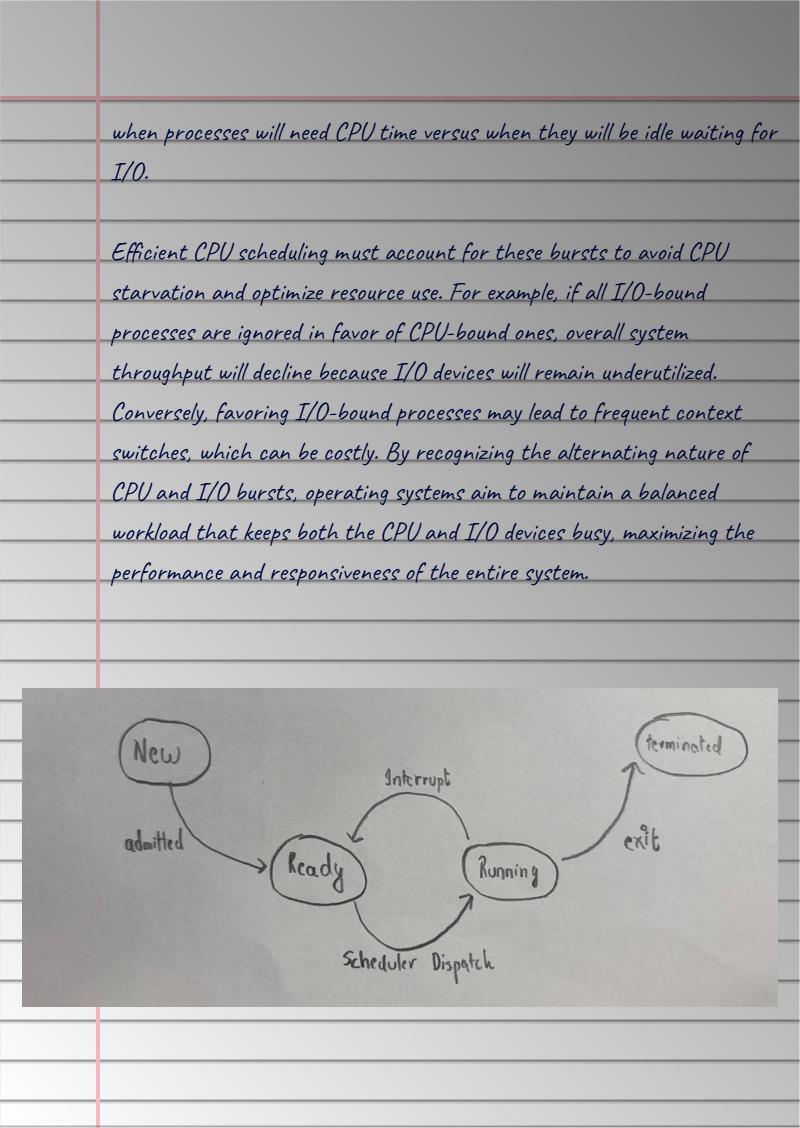 when processes will need CPU time versus when they will be idle waiting for
I/O.
Efficient CPU scheduling must account for these bursts to avoid CPU
starvation and optimize resource use. For example, if all I/O-bound
processes are ignored in favor of CPU-bound ones, overall system
throughput will decline because I/O devices will remain underutilized.
Conversely, favoring I/O-bound processes may lead to frequent context
switches, which can be costly. By recognizing the alternating nature of
CPU and I/O bursts, operating systems aim to maintain a balanced
workload that keeps both the CPU and I/O devices busy, maximizing the
performance and responsiveness of the entire system.
New
terminated
Interrupt
admitted
exit
Ready
Running
Scheduler Dispatch